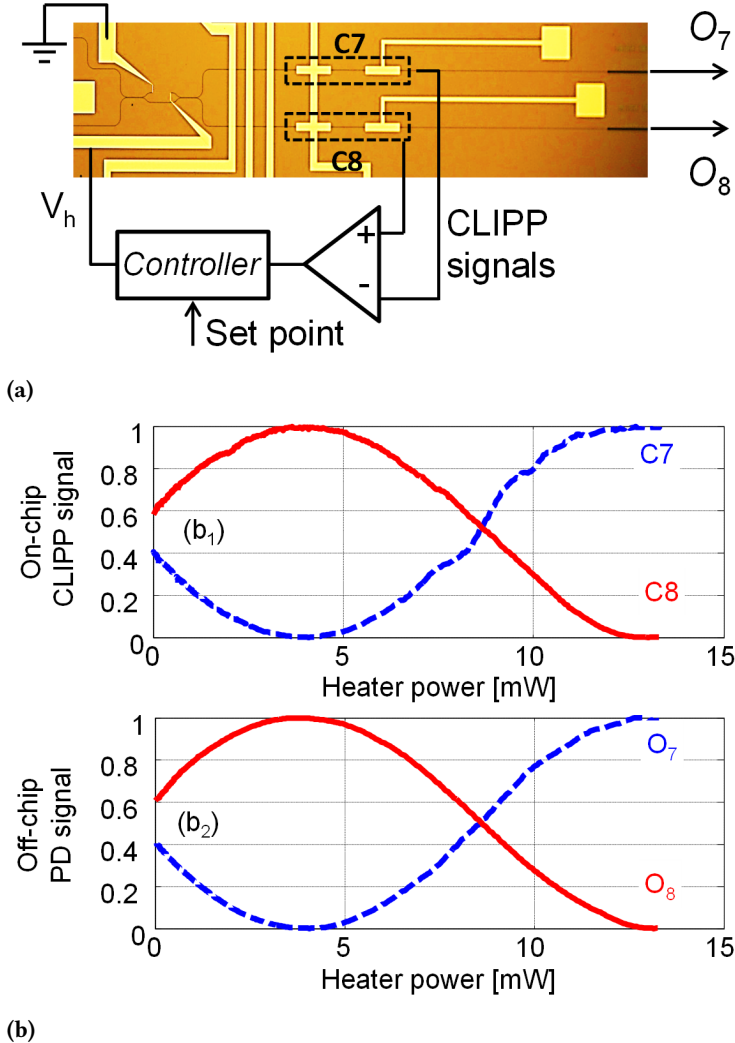 C7
O₇
C8
O₈
Vₕ
Controller
+
-
CLIPP
signals
Set point
(a)
On-chip
CLIPP signal
1
0.8
0.6
0.4
0.2
0
(b₁)
C7
C8
0
5
10
15
Heater power [mW]
Off-chip
PD signal
1
0.8
0.6
0.4
0.2
0
(b₂)
O₇
O₈
0
5
10
15
Heater power [mW]
(b)